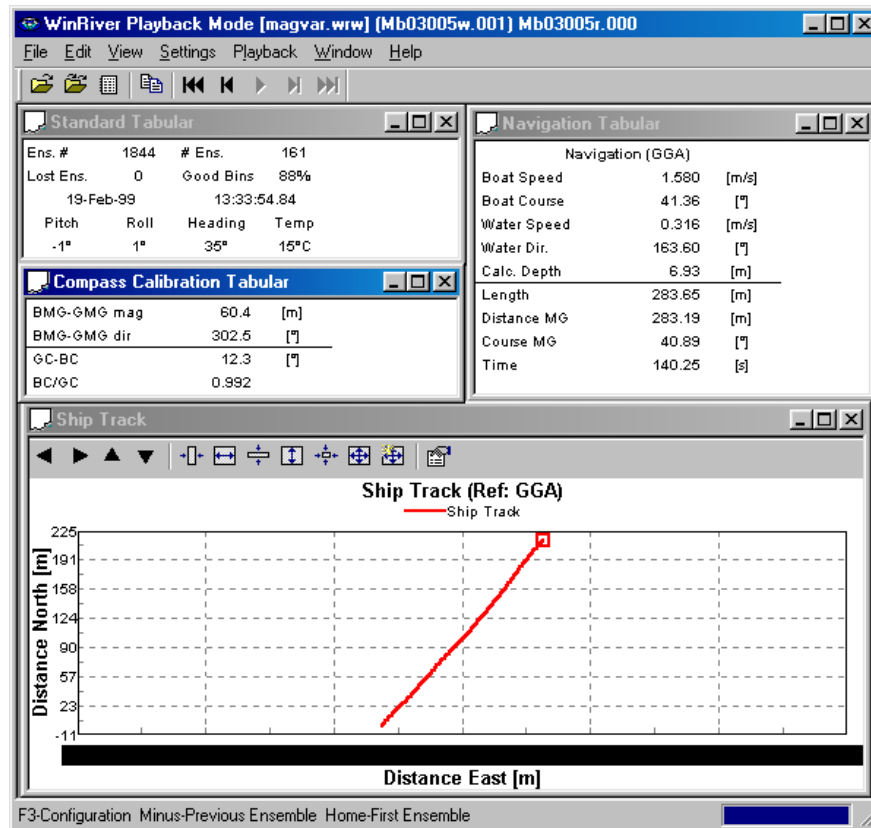 WinRiver Playback Mode [magvar.wrw] (Mb03005w.001) Mb03005r.000
File Edit View Settings Playback Window Help
Standard Tabular
Ens. # 1844 # Ens. 161
Lost Ens. 0 Good Bins 88%
19-Feb-99 13:33:54.84
Pitch Roll Heading Temp
-1° 1° 35° 15°C
Navigation Tabular
Navigation (GGA)
Boat Speed 1.580 [m/s]
Boat Course 41.36 [°]
Water Speed 0.316 [m/s]
Water Dir. 163.60 [°]
Calc. Depth 6.93 [m]
Length 283.65 [m]
Distance MG 283.19 [m]
Course MG 40.89 [°]
Time 140.25 [s]
Compass Calibration Tabular
BMG-GMG mag 60.4 [m]
BMG-GMG dir 302.5 [°]
GC-BC 12.3 [°]
BC/GC 0.992
Ship Track
Ship Track (Ref: GGA)
Ship Track
Distance North [m]
225
191
158
124
90
57
23
-11
Distance East [m]
F3-Configuration Minus-Previous Ensemble Home-First Ensemble